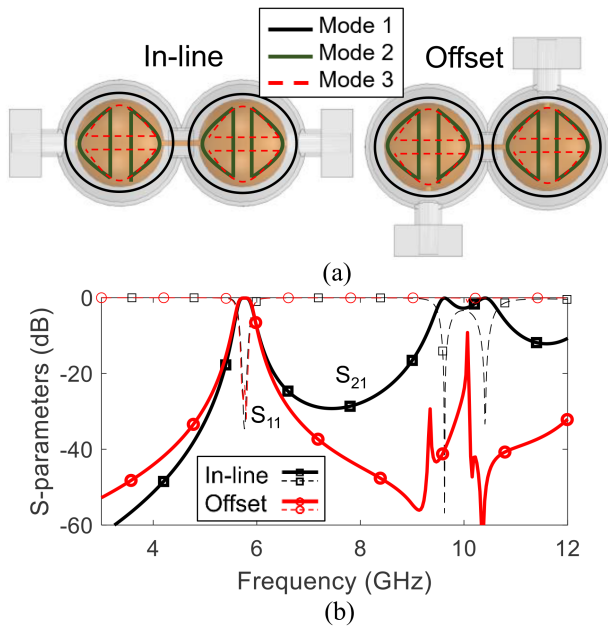 In-line
Mode 1
Mode 2
Mode 3
Offset
(a)
S-parameters (dB)
0
-20
-40
-60
S21
S11
In-line
Offset
4 6 8 10 12
Frequency (GHz)
(b)